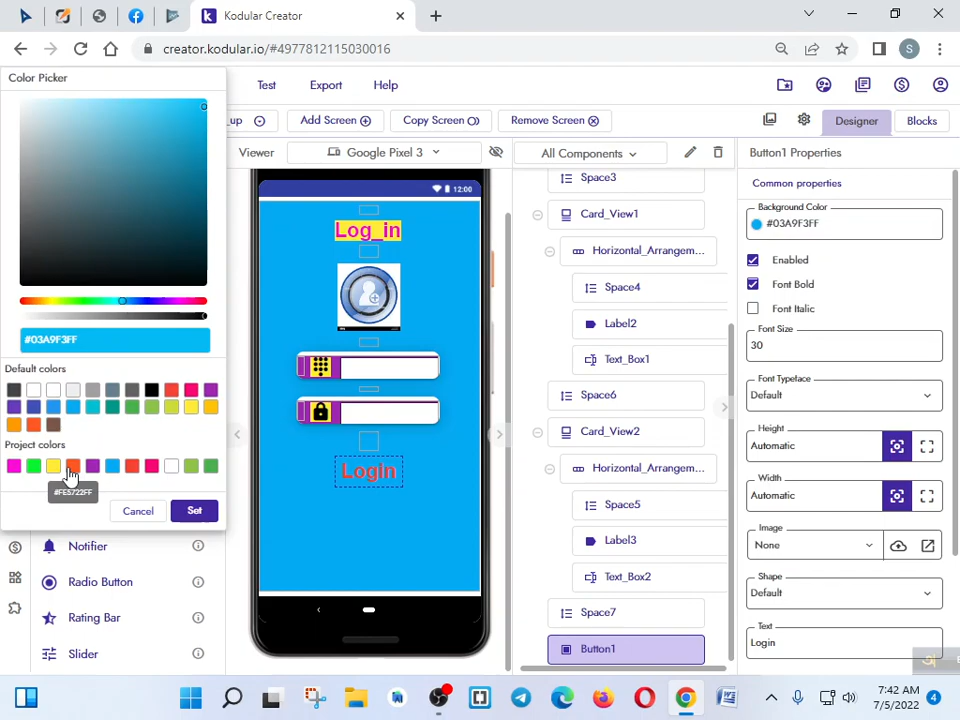 Kodular Creator
creator.kodular.io/#4977812115030016
S
Color Picker
Test
Export
Help
up
Add Screen
Copy Screen
Remove Screen
Designer
Blocks
Viewer
Google Pixel 3
All Components
Button1 Properties
Common properties
Background Color
#03A9F3FF
Enabled
Font Bold
Font Italic
Font Size
30
Font Typeface
Default
Height
Automatic
Width
Automatic
Image
None
Shape
Default
Text
Login
12:00
Log_in
Login
Space3
Card_View1
Horizontal_Arrangem...
Space4
Label2
Text_Box1
Space6
Card_View2
Horizontal_Arrangem...
Space5
Label3
Text_Box2
Space7
Button1
#03A9F3FF
Default colors
Project colors
#FE5722FF
Cancel
Set
Notifier
Radio Button
Rating Bar
Slider
7:42 AM
7/5/2022